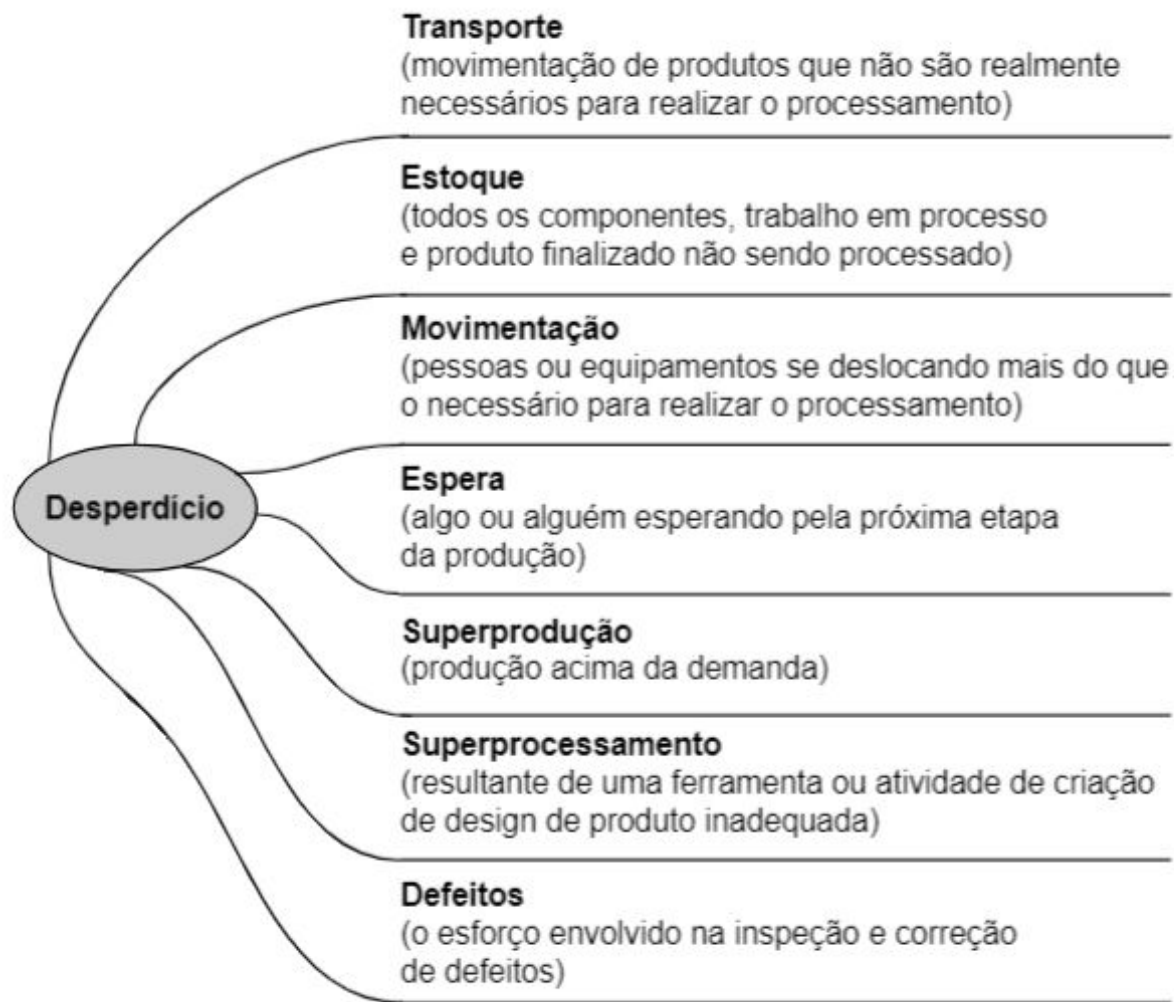 Transporte
(movimentação de produtos que não são realmente
necessários para realizar o processamento)
Estoque
(todos os componentes, trabalho em processo
e produto finalizado não sendo processado)
Movimentação
(pessoas ou equipamentos se deslocando mais do que
o necessário para realizar o processamento)
Desperdício
Espera
(algo ou alguém esperando pela próxima etapa
da produção)
Superprodução
(produção acima da demanda)
Superprocessamento
(resultante de uma ferramenta ou atividade de criação
de design de produto inadequada)
Defeitos
(o esforço envolvido na inspeção e correção
de defeitos)